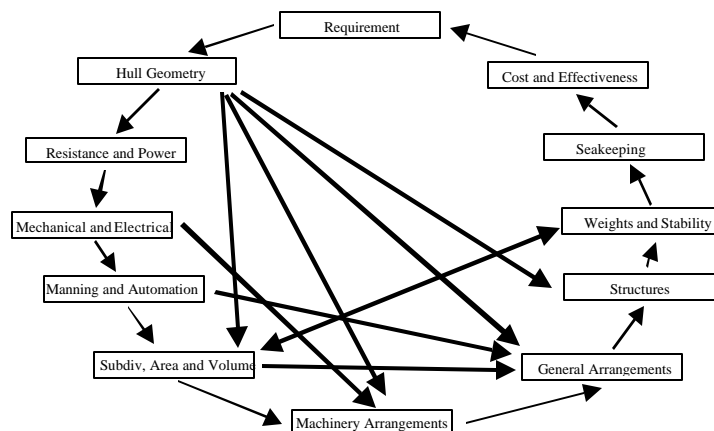 Requirement
Hull Geometry
Cost and Effectiveness
Resistance and Power
Seakeeping
Mechanical and Electrical
Weights and Stability
Manning and Automation
Structures
Subdiv, Area and Volume
General Arrangements
Machinery Arrangements